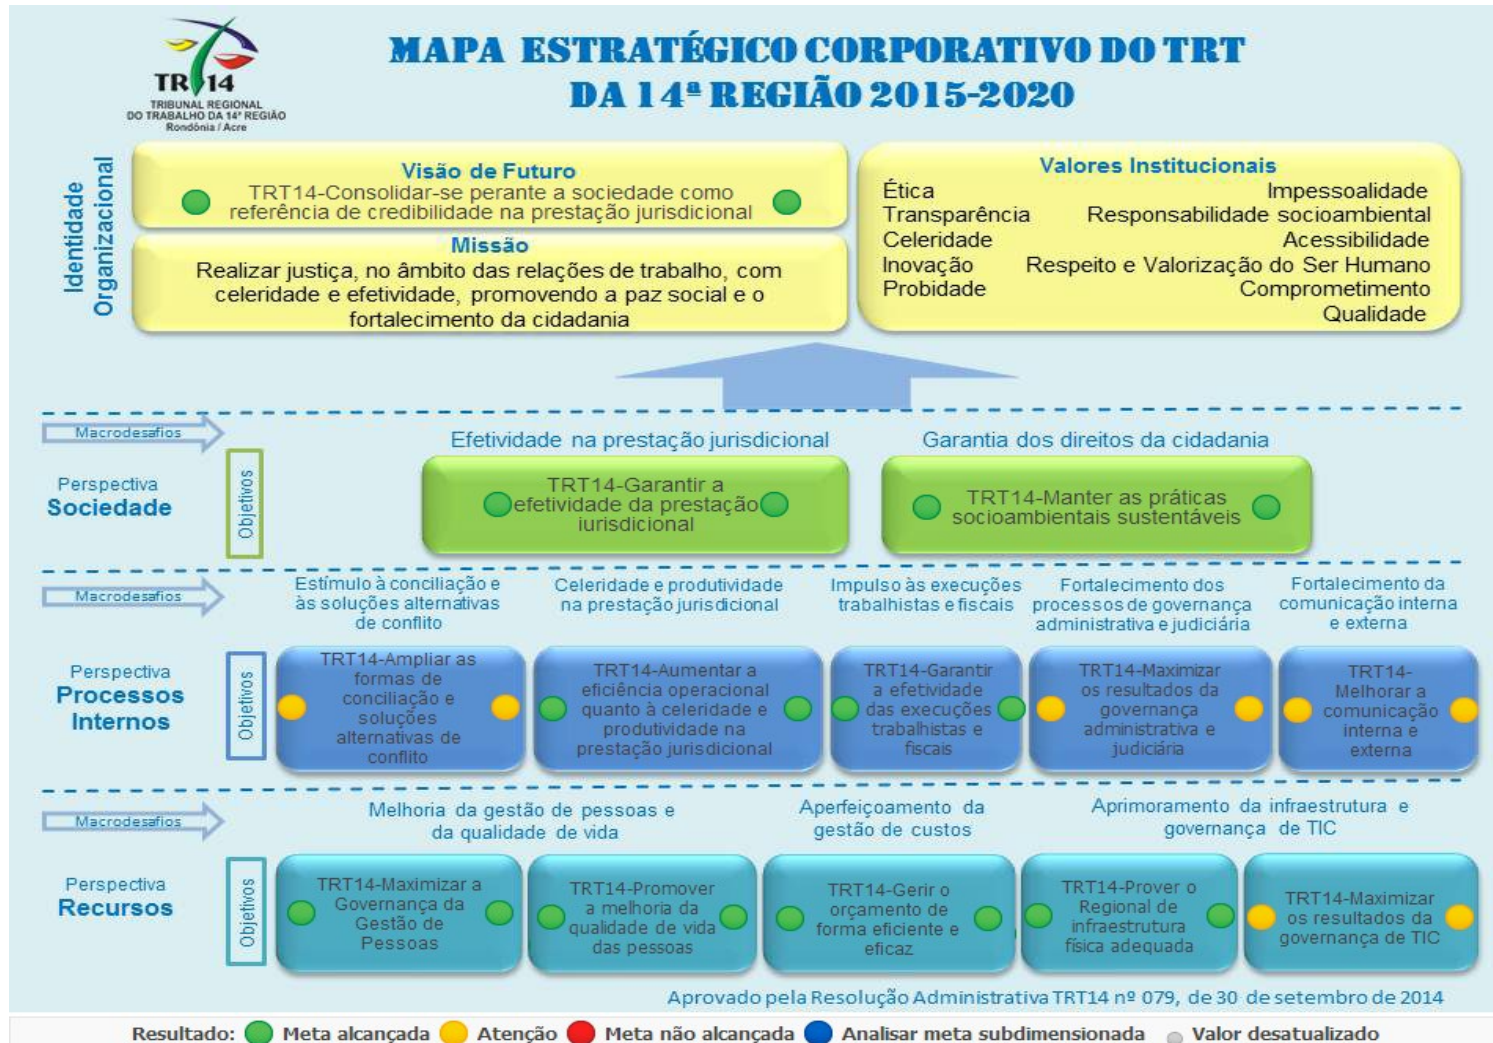 MAPA ESTRATÉGICO CORPORATIVO DO TRT
DA 14ª REGIÃO 2015-2020
TRT14
TRIBUNAL REGIONAL
DO TRABALHO DA 14ª REGIÃO
Rondônia / Acre
Identidade
Organizacional
Visão de Futuro
TRT14-Consolidar-se perante a sociedade como
referência de credibilidade na prestação jurisdicional
Missão
Realizar justiça, no âmbito das relações de trabalho, com
celeridade e efetividade, promovendo a paz social e o
fortalecimento da cidadania
Valores Institucionais
Ética
Transparência
Celeridade
Inovação
Probidade
Impessoalidade
Responsabilidade socioambiental
Acessibilidade
Respeito e Valorização do Ser Humano
Comprometimento
Qualidade
Macrodesafios
Efetividade na prestação jurisdicional
Garantia dos direitos da cidadania
Perspectiva
Sociedade
Objetivos
TRT14-Garantir a
efetividade da prestação
jurisdicional
TRT14-Manter as práticas
socioambientais sustentáveis
Macrodesafios
Estímulo à conciliação e
às soluções alternativas
de conflito
Celeridade e produtividade
na prestação jurisdicional
Impulso às execuções
trabalhistas e fiscais
Fortalecimento dos
processos de governança
administrativa e judiciária
Fortalecimento da
comunicação interna
e externa
Perspectiva
Processos
Internos
Objetivos
TRT14-Ampliar as
formas de
conciliação e
soluções
alternativas de
conflito
TRT14-Aumentar a
eficiência operacional
quanto à celeridade e
produtividade na
prestação jurisdicional
TRT14-Garantir
a efetividade
das execuções
trabalhistas e
fiscais
TRT14-Maximizar
os resultados da
governança
administrativa e
judiciária
TRT14-
Melhorar a
comunicação
interna e
externa
Macrodesafios
Melhoria da gestão de pessoas e
da qualidade de vida
Aperfeiçoamento da
gestão de custos
Aprimoramento da infraestrutura e
governança de TIC
Perspectiva
Recursos
Objetivos
TRT14-Maximizar a
Governança da
Gestão de
Pessoas
TRT14-Promover
a melhoria da
qualidade de vida
das pessoas
TRT14-Gerir o
orçamento de
forma eficiente e
eficaz
TRT14-Prover o
Regional de
infraestrutura
física adequada
TRT14-Maximizar
os resultados da
governança de TIC
Aprovado pela Resolução Administrativa TRT14 nº 079, de 30 de setembro de 2014
Resultado: Meta alcançada Atenção Meta não alcançada Analisar meta subdimensionada Valor desatualizado